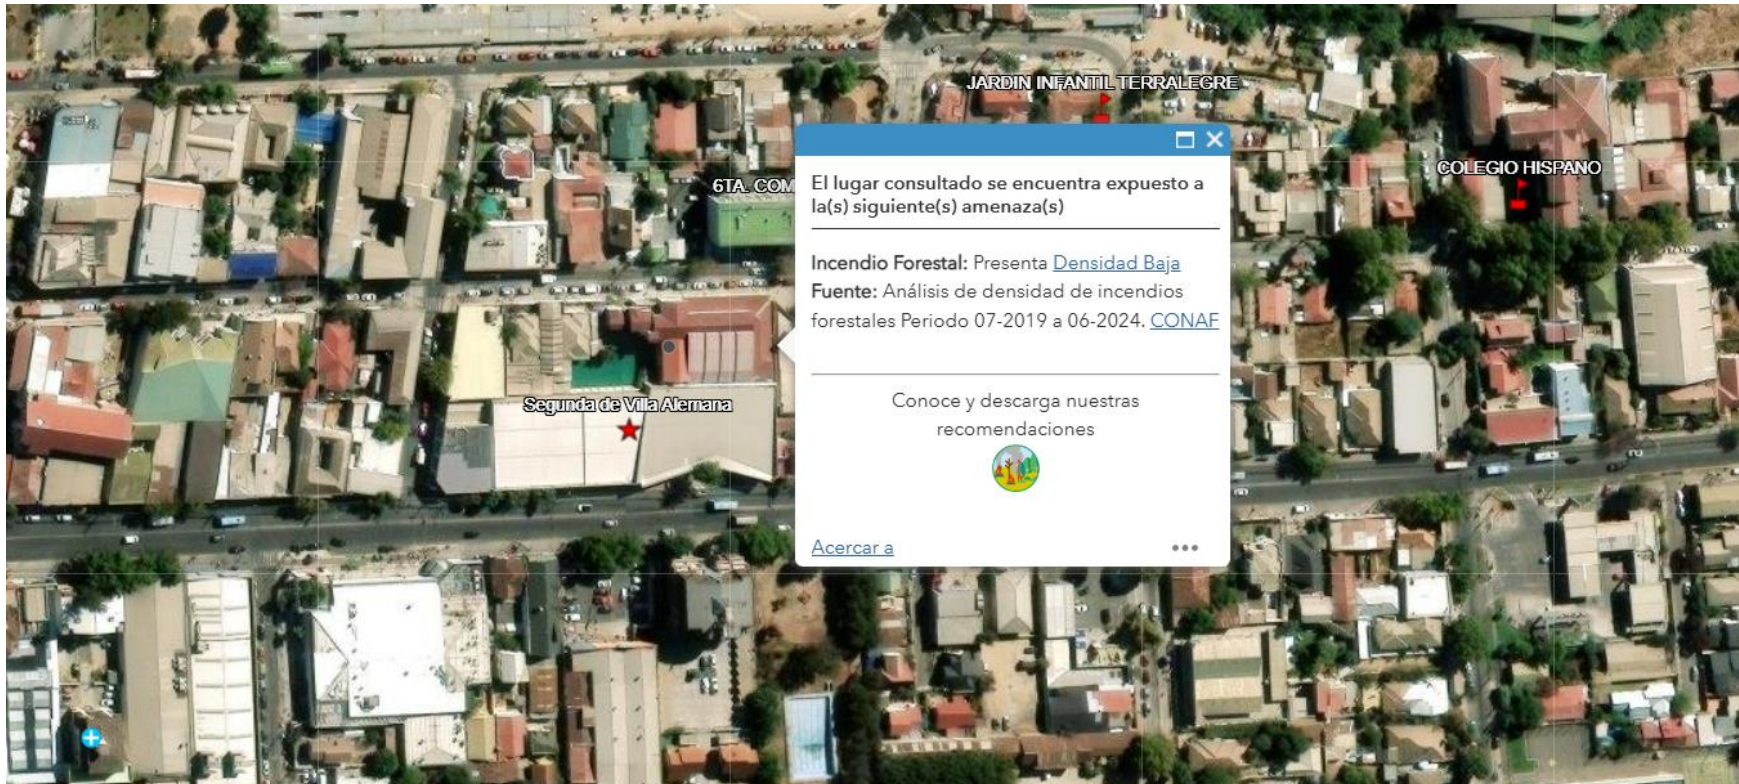 JARDIN INFANTIL TERRALEGRE
COLEGIO HISPANO
6TA. COM
El lugar consultado se encuentra expuesto a
la(s) siguiente(s) amenaza(s)
Incendio Forestal: Presenta Densidad Baja
Fuente: Análisis de densidad de incendios
forestales Periodo 07-2019 a 06-2024. CONAF
Segunda de Villa Alemana
Conoce y descarga nuestras
recomendaciones
Acercar a